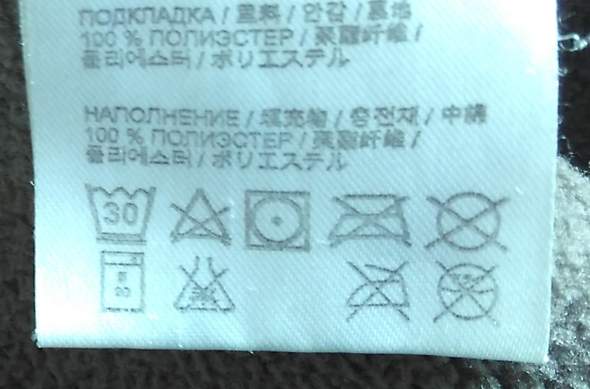 ПОДКЛАДКА / 里料 / 안감 / 裏地
100 % ПОЛИЭСТЕР / 聚酯纤维 /
폴리에스터 / ポリエステル
НАПОЛНЕНИЕ / 填充物 / 충전재 / 中綿
100 % ПОЛИЭСТЕР / 聚酯纤维 /
폴리에스터 / ポリエステル
30
30